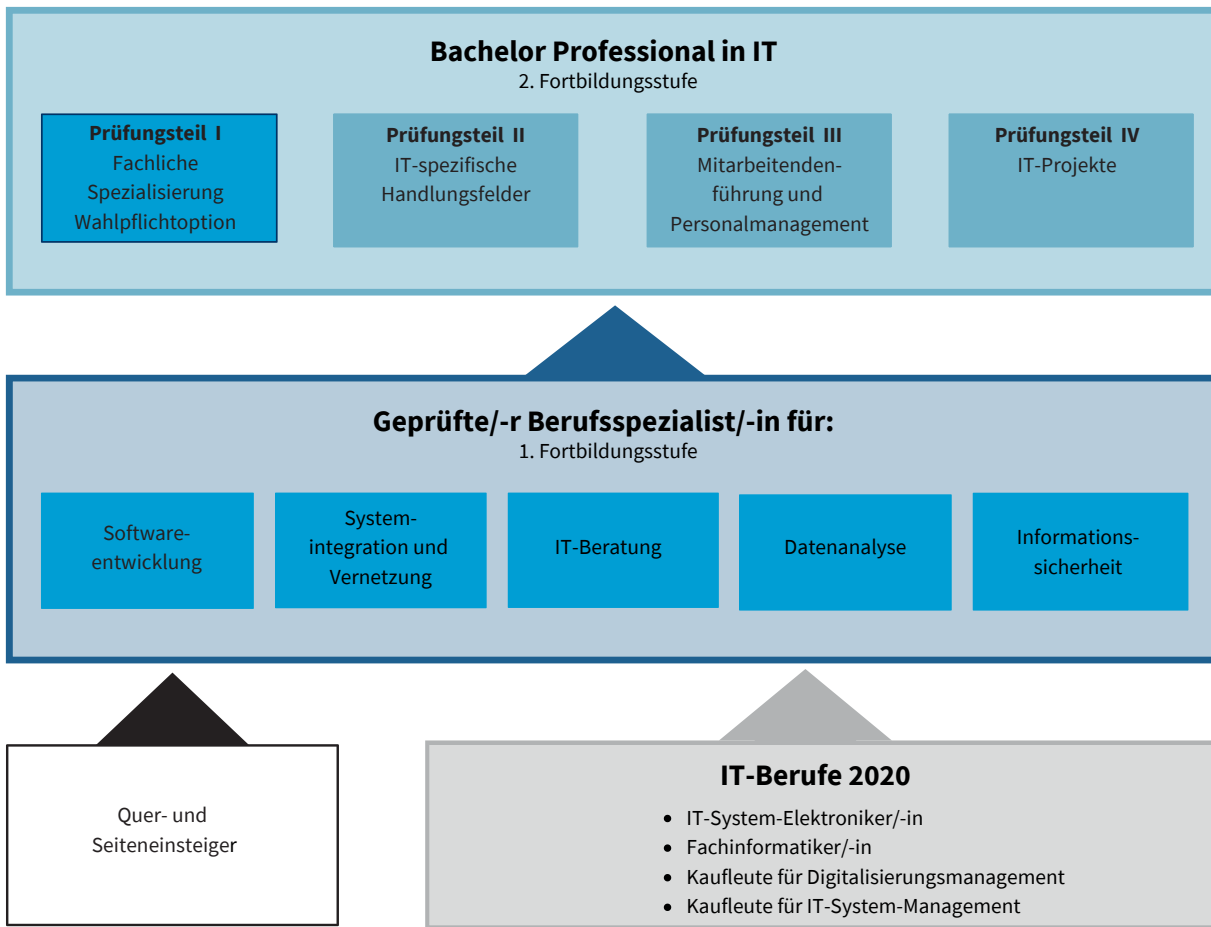 Bachelor Professional in IT
2. Fortbildungsstufe
Prüfungsteil I
Fachliche
Spezialisierung
Wahlpflichtoption
Prüfungsteil II
IT-spezifische
Handlungsfelder
Prüfungsteil III
Mitarbeitenden-
führung und
Personalmanagement
Prüfungsteil IV
IT-Projekte
Geprüfte/-r Berufsspezialist/-in für:
1. Fortbildungsstufe
Software-
entwicklung
System-
integration und
Vernetzung
IT-Beratung
Datenanalyse
Informations-
sicherheit
Quer- und
Seiteneinsteiger
IT-Berufe 2020
• IT-System-Elektroniker/-in
• Fachinformatiker/-in
• Kaufleute für Digitalisierungsmanagement
• Kaufleute für IT-System-Management